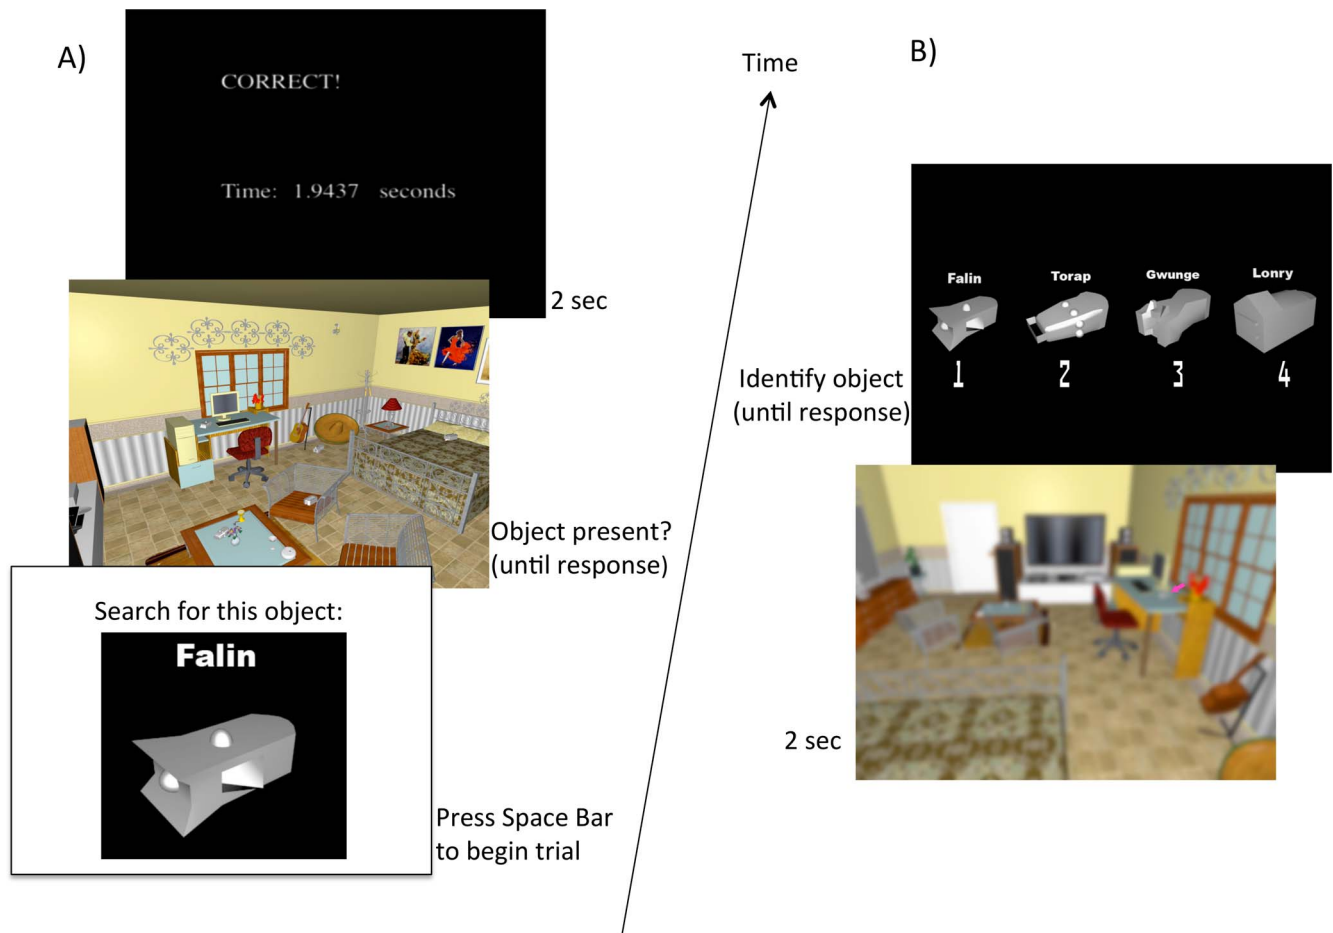 A)
CORRECT!
Time: 1.9437 seconds
2 sec
Object present?
(until response)
Search for this object:
Falin
Press Space Bar
to begin trial
Time
B)
Falin Torap Gwunge Lonry
1 2 3 4
Identify object
(until response)
2 sec